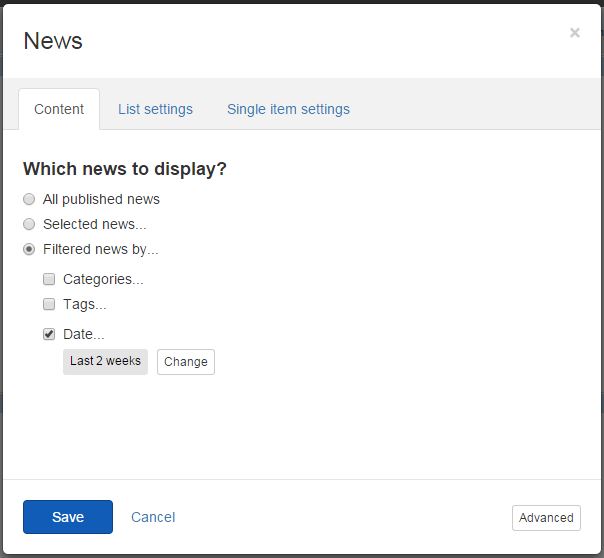 News
×
Content List settings Single item settings
Which news to display?
All published news
Selected news...
Filtered news by...
Categories...
Tags...
Date...
Last 2 weeks Change
Save Cancel Advanced